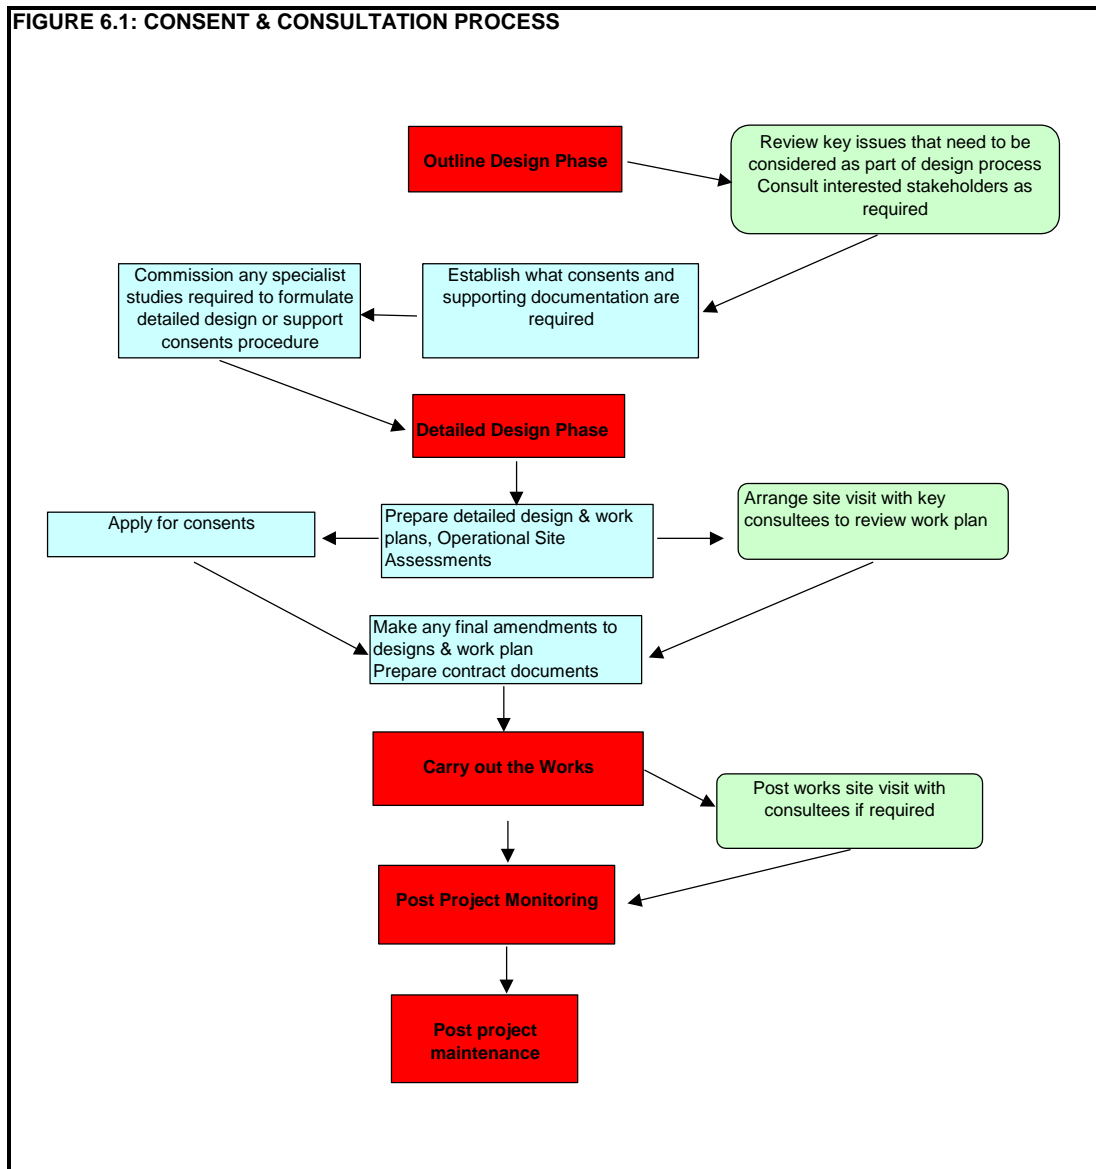 FIGURE 6.1: CONSENT & CONSULTATION PROCESS
Outline Design Phase
Review key issues that need to be
considered as part of design process
Consult interested stakeholders as
required
Commission any specialist
studies required to formulate
detailed design or support
consents procedure
Establish what consents and
supporting documentation are
required
Detailed Design Phase
Apply for consents
Prepare detailed design & work
plans, Operational Site
Assessments
Arrange site visit with key
consultees to review work plan
Make any final amendments to
designs & work plan
Prepare contract documents
Carry out the Works
Post works site visit with
consultees if required
Post Project Monitoring
Post project
maintenance